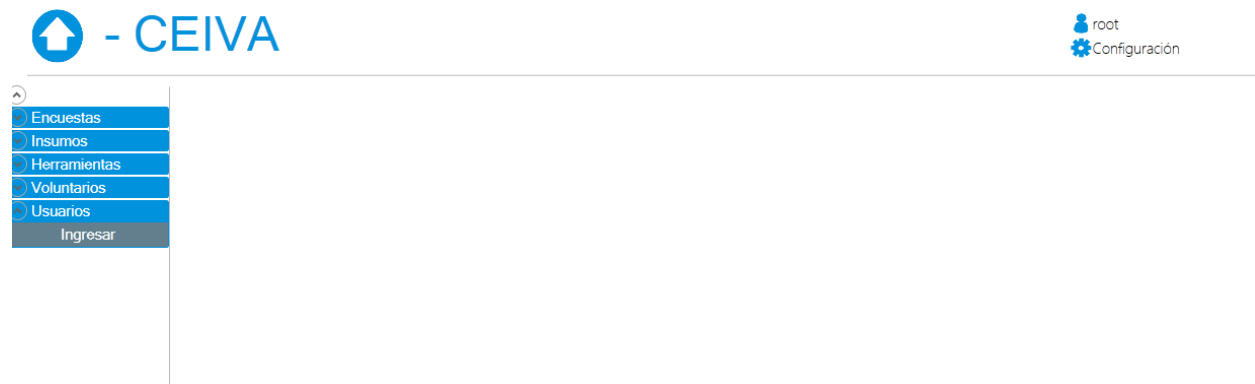 - CEIVA
root
Configuración
Encuestas
Insumos
Herramientas
Voluntarios
Usuarios
Ingresar